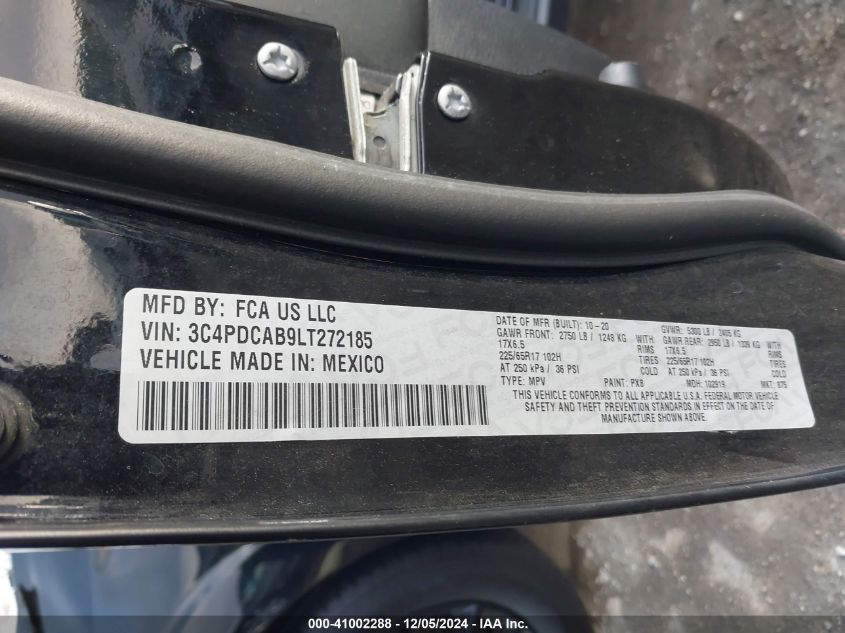 MFD BY: FCA US LLC
VIN: 3C4PDCAB9LT272185
VEHICLE MADE IN: MEXICO
DATE OF MFR (BUILT): 10-20 GVWR: 5300 LB / 2405 KG
GAWR FRONT: 2750 LB / 1248 KG WITH GAWR REAR: 2950 LB / 1339 KG WITH
17X6.5 RIMS 17X6.5 RIMS
225/65R17 102H TIRES 225/65R17 102H TIRES
AT 250 kPa / 36 PSI COLD AT 250 kPa / 36 PSI COLD
TYPE: MPV PAINT: PX8 MDH: 102919 MKT: 875
THIS VEHICLE CONFORMS TO ALL APPLICABLE U.S.A. FEDERAL MOTOR VEHICLE
SAFETY AND THEFT PREVENTION STANDARDS IN EFFECT ON THE DATE OF
MANUFACTURE SHOWN ABOVE.
000-41002288 - 12/05/2024 - IAA Inc.